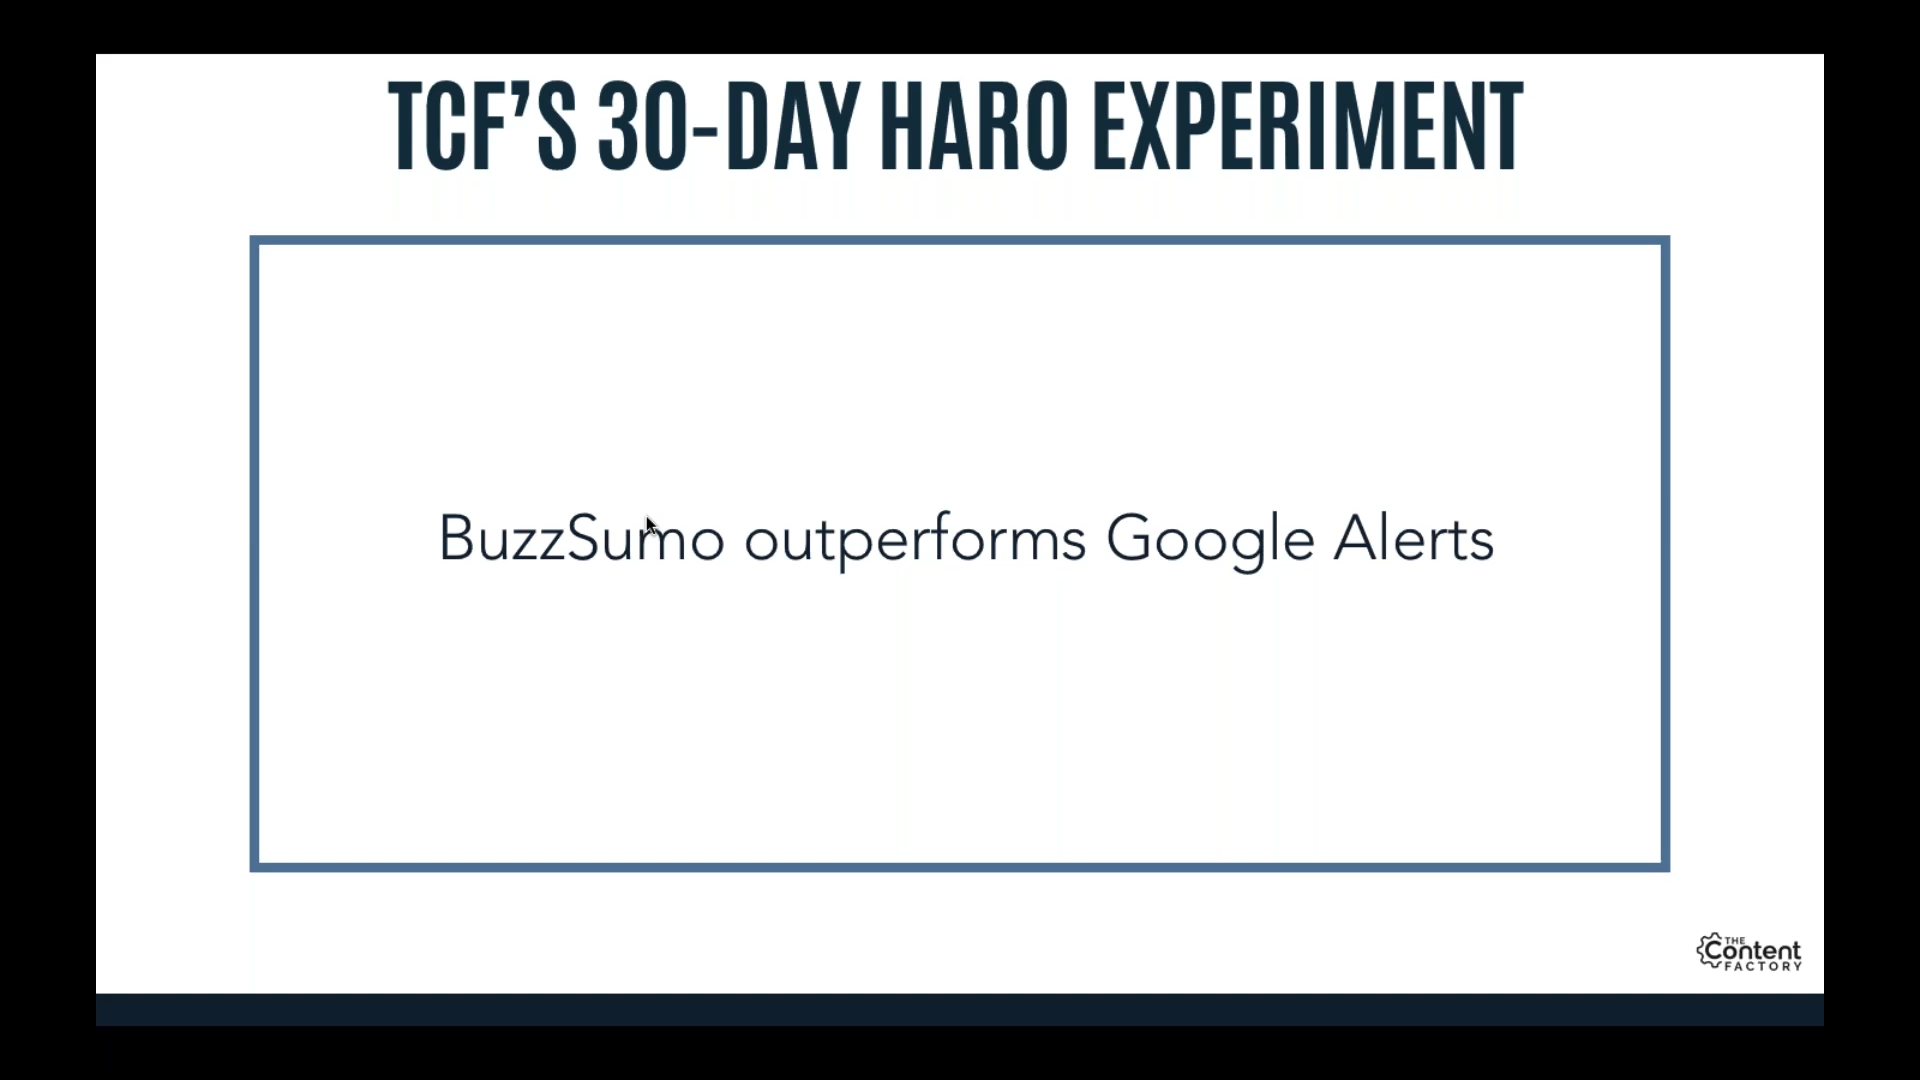 TCF’S 30-DAY HARO EXPERIMENT
BuzzSumo outperforms Google Alerts
THE
Content
FACTORY